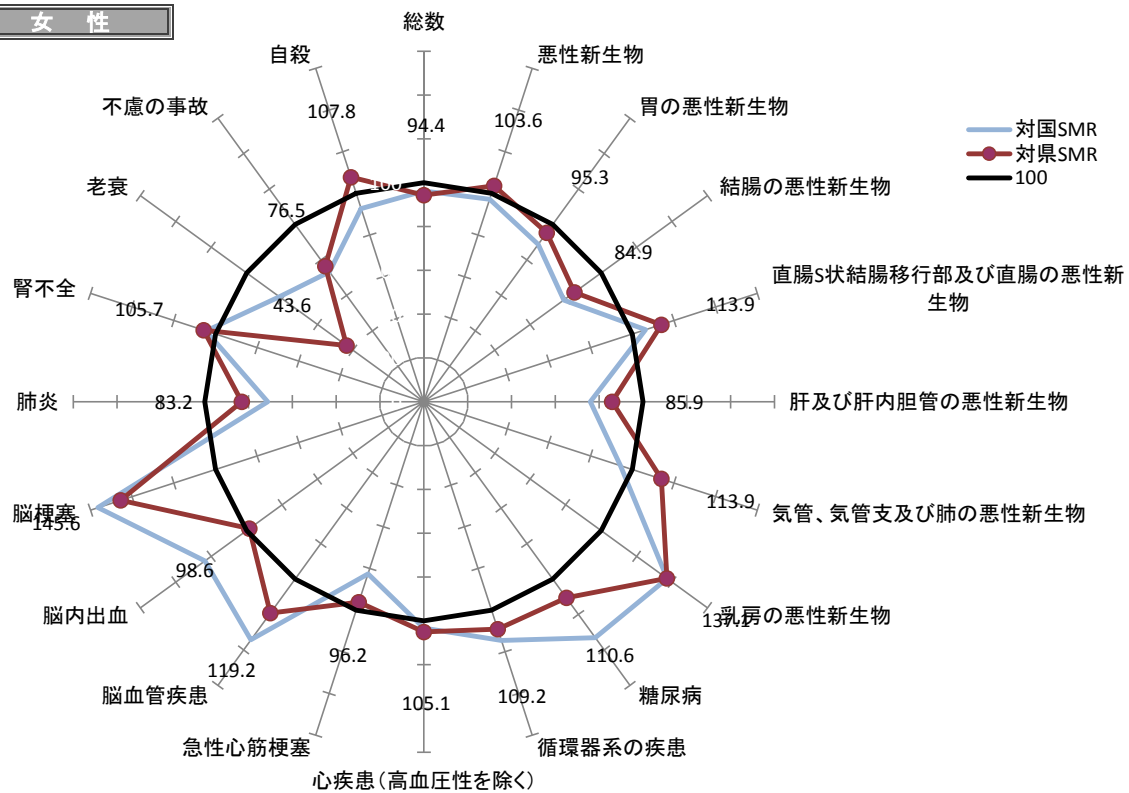 女 性
総数
自殺
悪性新生物
107.8
94.4
103.6
不慮の事故
胃の悪性新生物
対国SMR
対県SMR
100
老衰
76.5
100
95.3
結腸の悪性新生物
84.9
腎不全
105.7
43.6
113.9
直腸S状結腸移行部及び直腸の悪性新
生物
肺炎
83.2
85.9
肝及び肝内胆管の悪性新生物
脳梗塞
145.6
113.9
気管、気管支及び肺の悪性新生物
脳内出血
98.6
137.1
乳房の悪性新生物
脳血管疾患
119.2
96.2
105.1
109.2
110.6
糖尿病
急性心筋梗塞
循環器系の疾患
心疾患(高血圧性を除く)